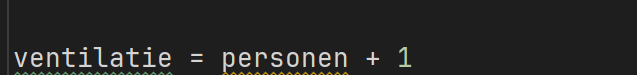 ventilatie = personen + 1